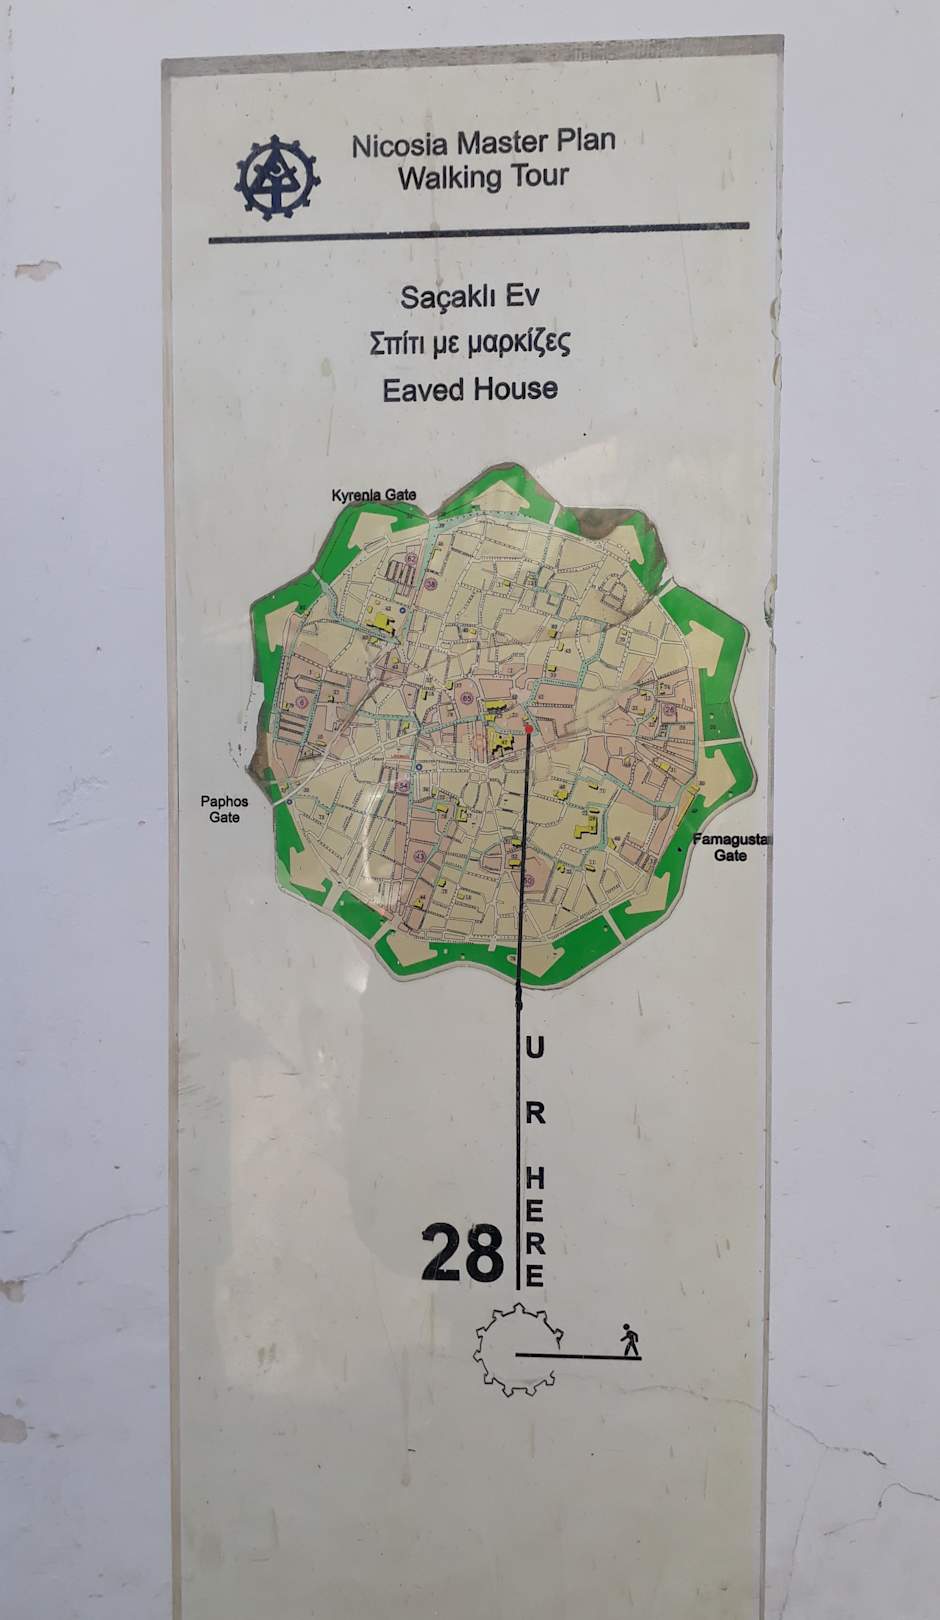 Nicosia Master Plan
Walking Tour
Saçaklı Ev
Σπίτι με μαρκίζες
Eaved House
Kyrenia Gate
Paphos
Gate
Famagusta
Gate
U R HERE
28